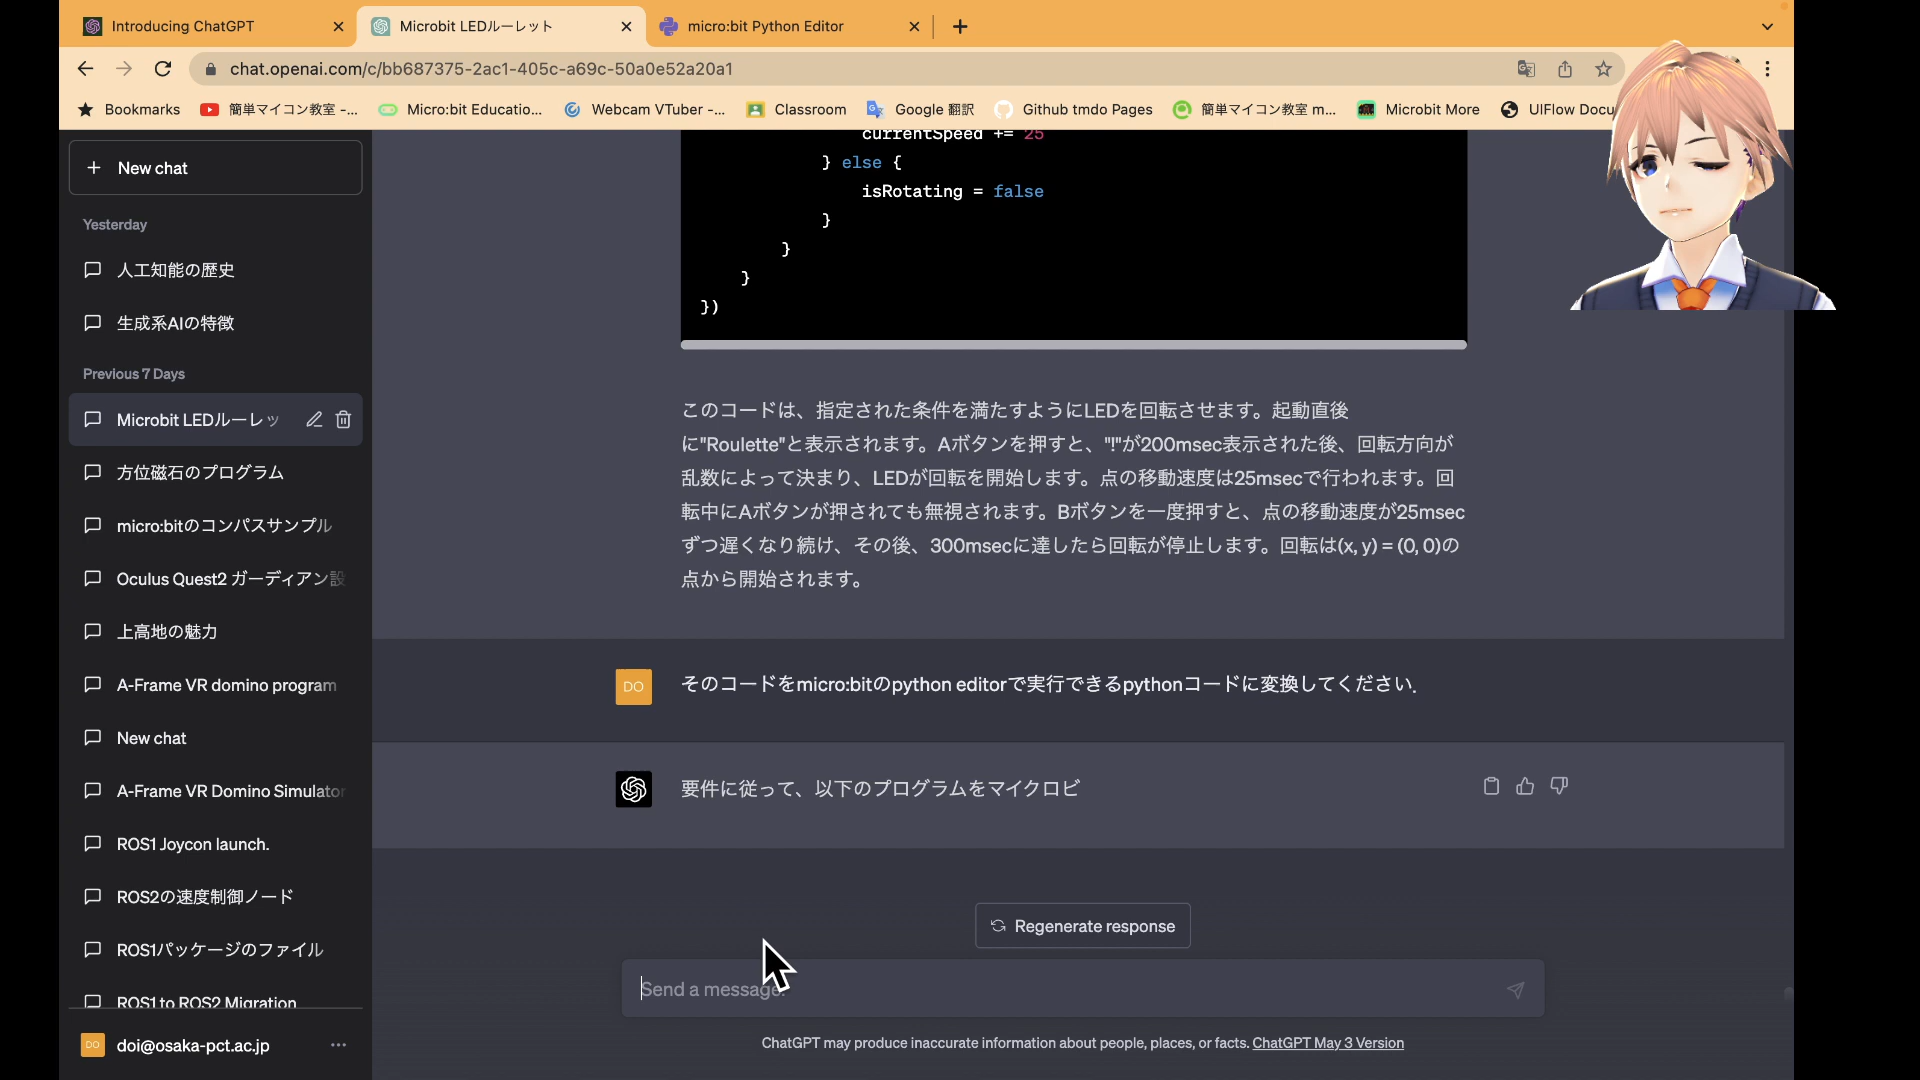 Introducing ChatGPT
Microbit LEDルーレット
micro:bit Python Editor
chat.openai.com/c/bb687375-2ac1-405c-a69c-50a0e52a20a1
Bookmarks
簡単マイコン教室 -...
Micro:bit Educatio...
Webcam VTuber -...
Classroom
Google 翻訳
Github tmdo Pages
簡単マイコン教室 m...
Microbit More
UIFlow Docu
New chat
Yesterday
人工知能の歴史
生成系AIの特徴
Previous 7 Days
Microbit LEDルーレッ
方位磁石のプログラム
micro:bitのコンパスサンプル
Oculus Quest2 ガーディアン設
上高地の魅力
A-Frame VR domino program
New chat
A-Frame VR Domino Simulator
ROS1 Joycon launch.
ROS2の速度制御ノード
ROS1パッケージのファイル
ROS1 to ROS2 Migration
DO
doi@osaka-pct.ac.jp
currentSpeed += 25
} else {
isRotating = false
}
}
}
})
このコードは、指定された条件を満たすようにLEDを回転させます。起動直後
に"Roulette"と表示されます。Aボタンを押すと、"!"が200msec表示された後、回転方向が
乱数によって決まり、LEDが回転を開始します。点の移動速度は25msecで行われます。回
転中にAボタンが押されても無視されます。Bボタンを一度押すと、点の移動速度が25msec
ずつ遅くなり続け、その後、300msecに達したら回転が停止します。回転は(x, y) = (0, 0)の
点から開始されます。
DO
そのコードをmicro:bitのpython editorで実行できるpythonコードに変換してください.
要件に従って、以下のプログラムをマイクロビ
Regenerate response
Send a message.
ChatGPT may produce inaccurate information about people, places, or facts. ChatGPT May 3 Version